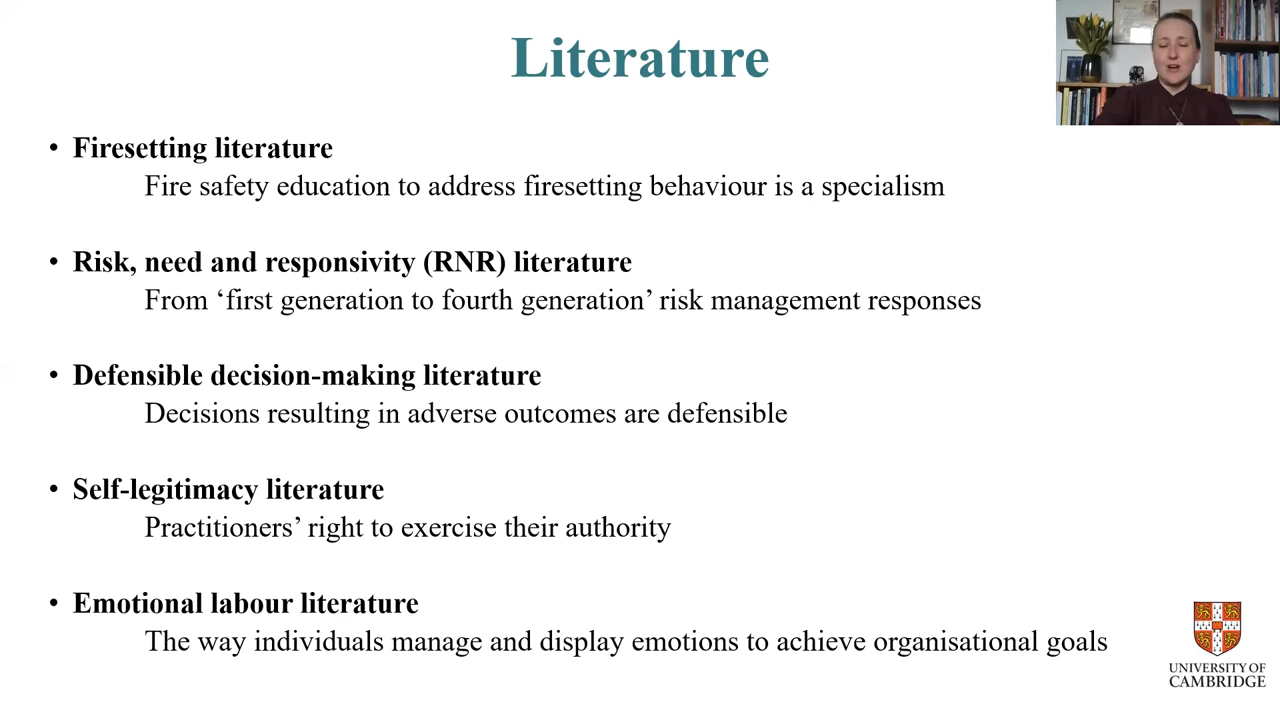 Literature
• Firesetting literature
Fire safety education to address firesetting behaviour is a specialism
• Risk, need and responsivity (RNR) literature
From ‘first generation to fourth generation’ risk management responses
• Defensible decision-making literature
Decisions resulting in adverse outcomes are defensible
• Self-legitimacy literature
Practitioners’ right to exercise their authority
• Emotional labour literature
The way individuals manage and display emotions to achieve organisational goals
UNIVERSITY OF
CAMBRIDGE